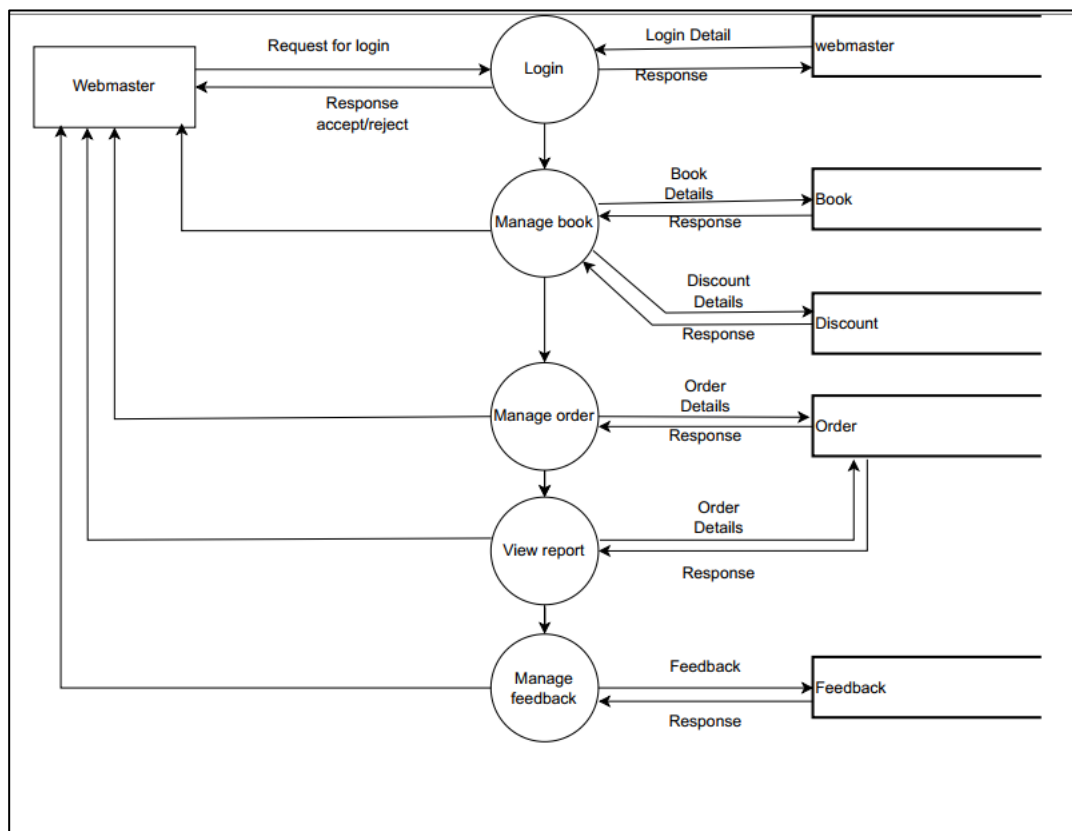 Request for login
Login Detail
webmaster
Webmaster
Login
Response
Response
accept/reject
Book
Details
Book
Manage book
Response
Discount
Details
Discount
Response
Order
Details
Manage order
Order
Response
Order
Details
View report
Response
Feedback
Manage
feedback
Feedback
Response